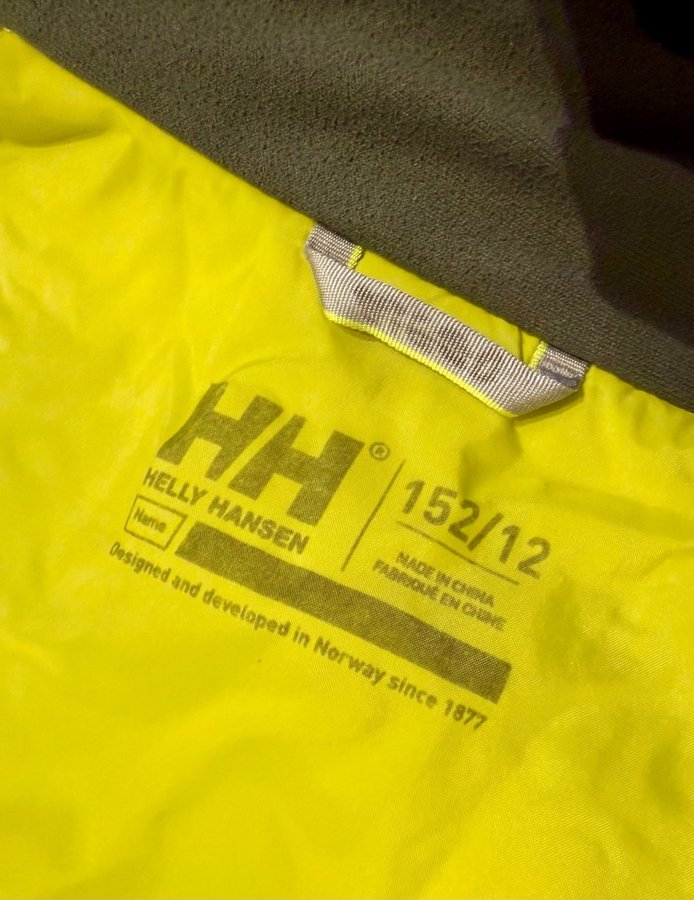 HH®
HELLY HANSEN
152/12
MADE IN CHINA
FABRIQUÉ EN CHINE
Name
Designed and developed in Norway since 1877